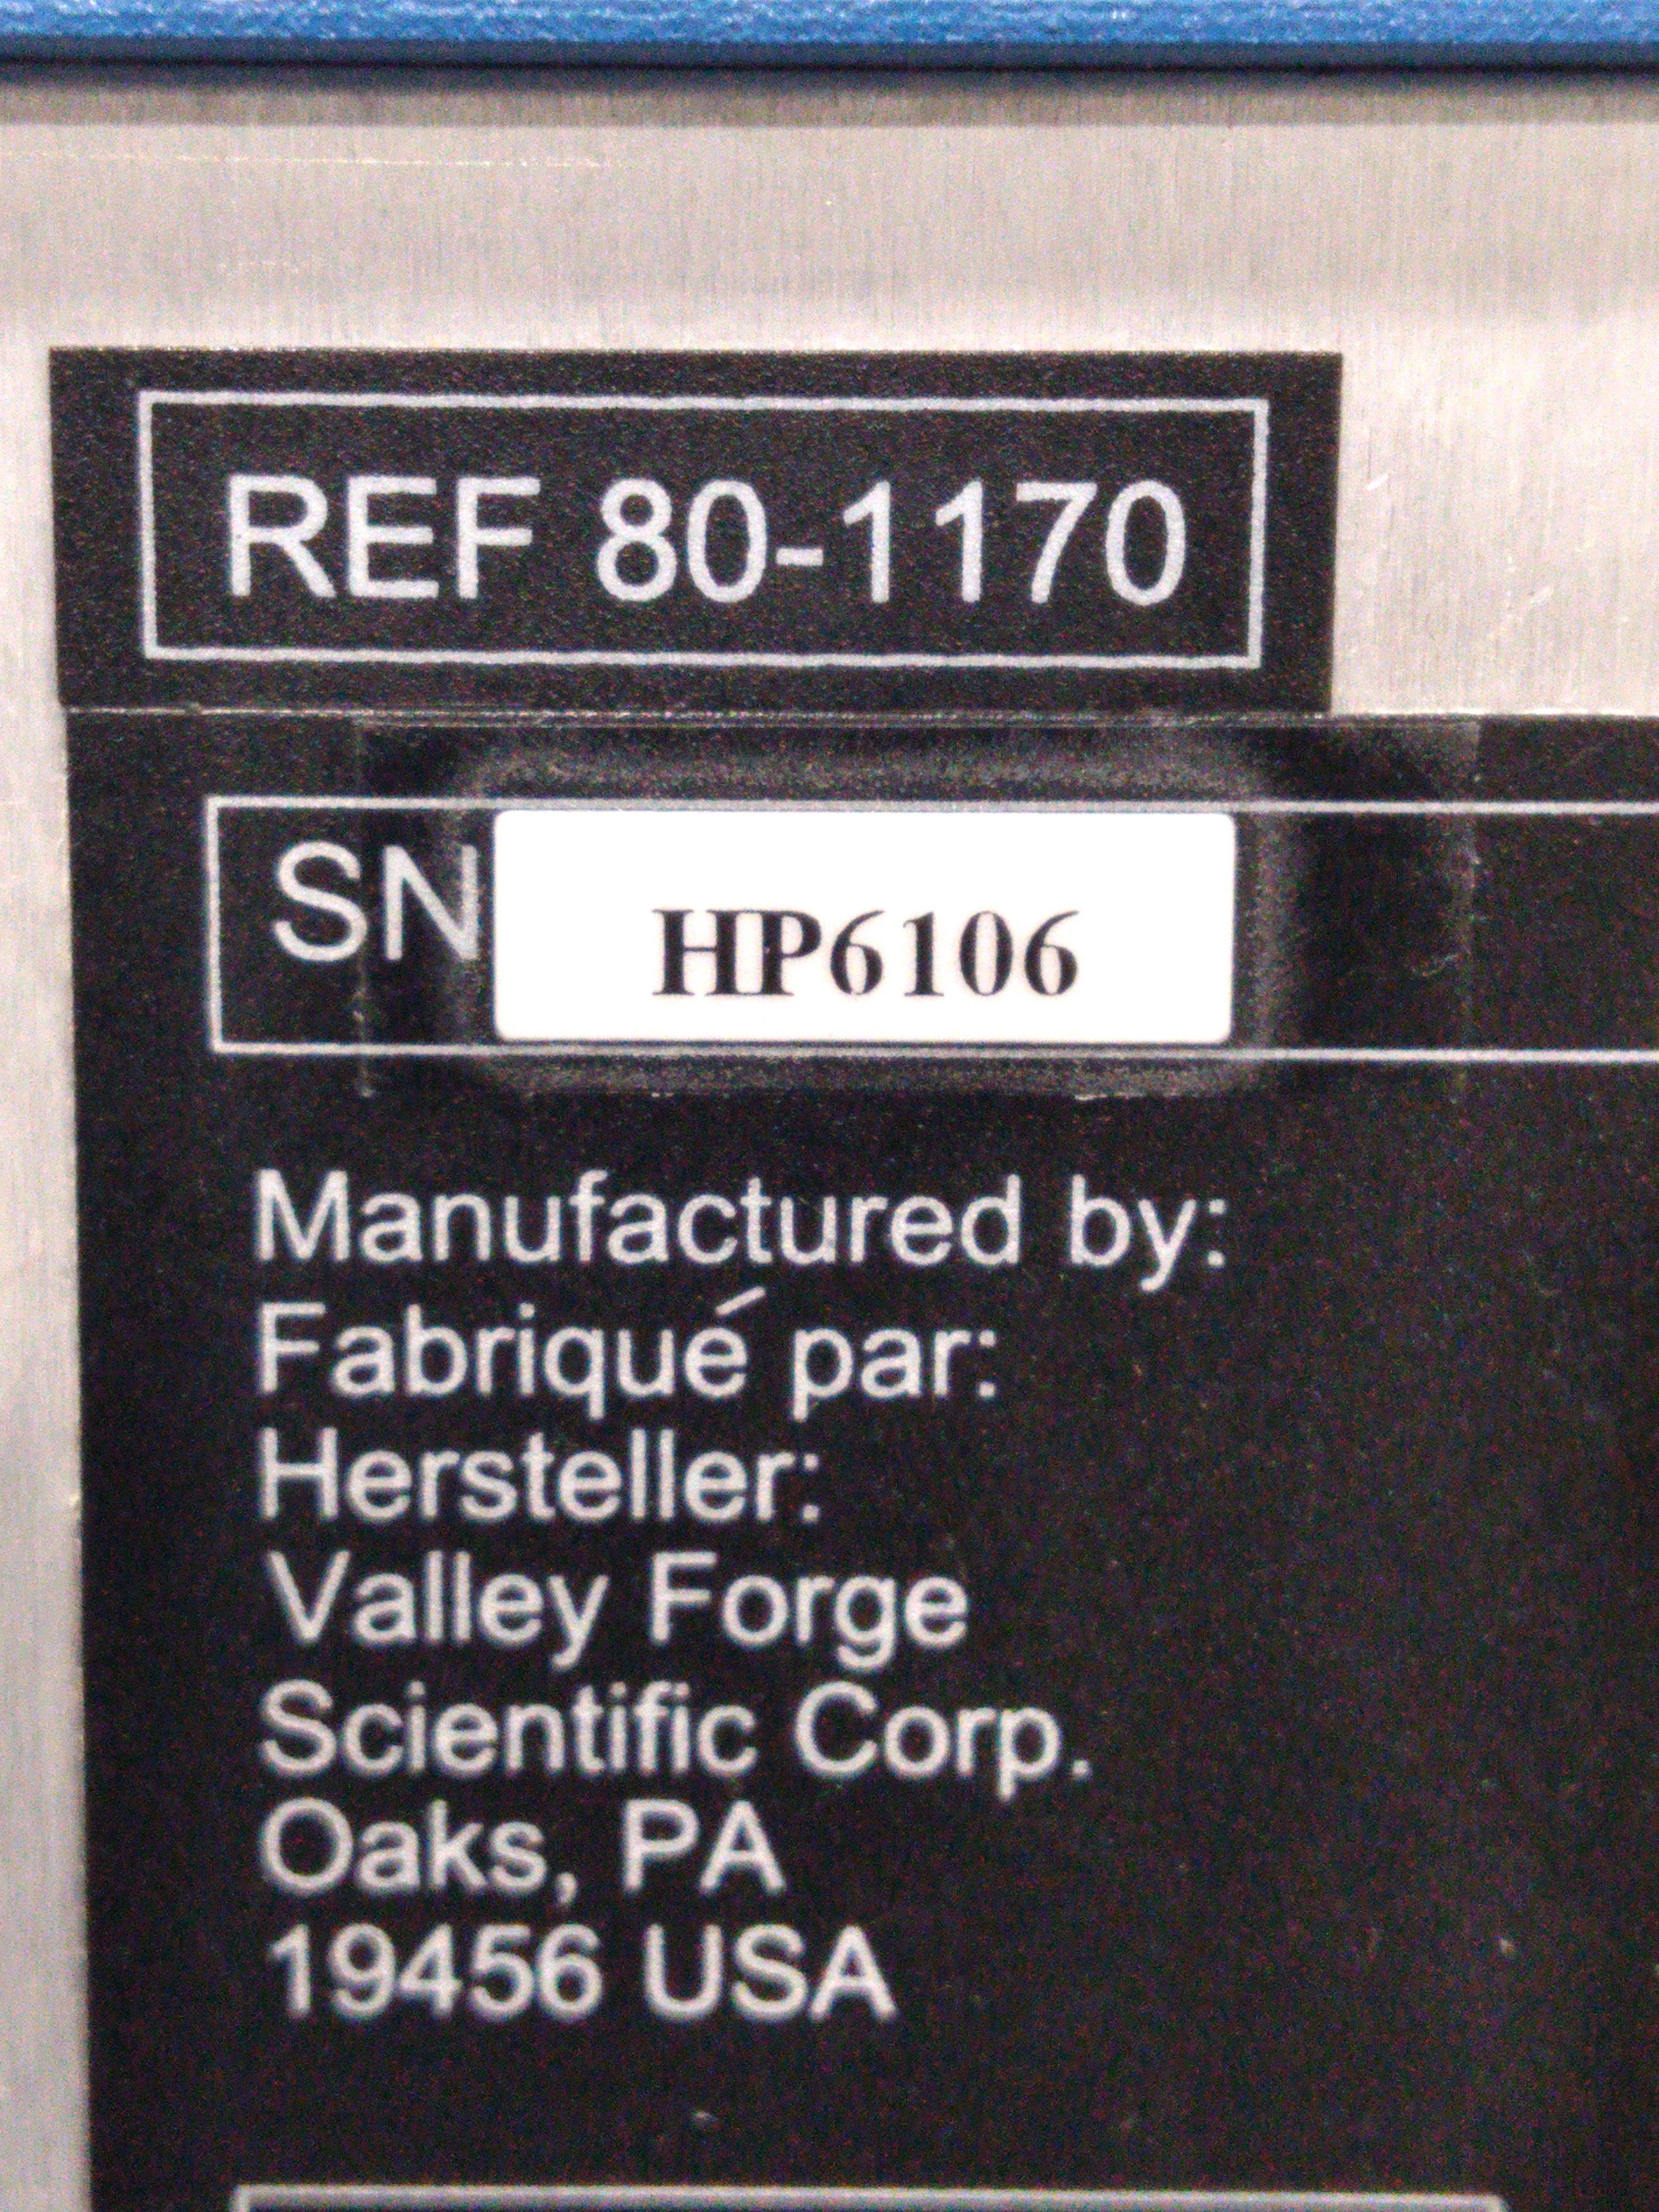 REF 80-1170
SN HP6106
Manufactured by:
Fabriqué par:
Hersteller:
Valley Forge
Scientific Corp.
Oaks, PA
19456 USA